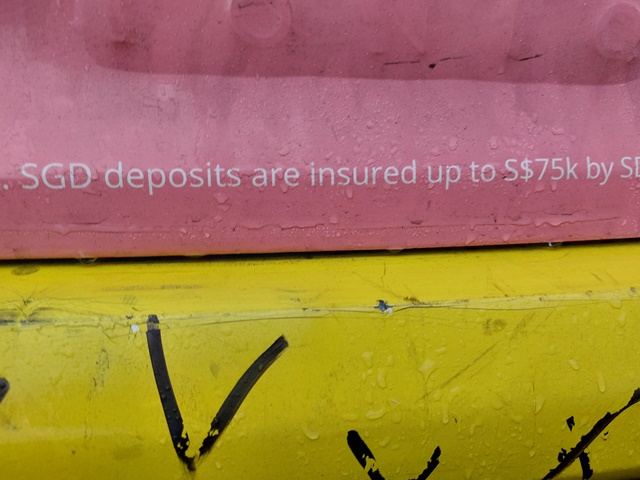 . SGD deposits are insured up to S$75k by
V